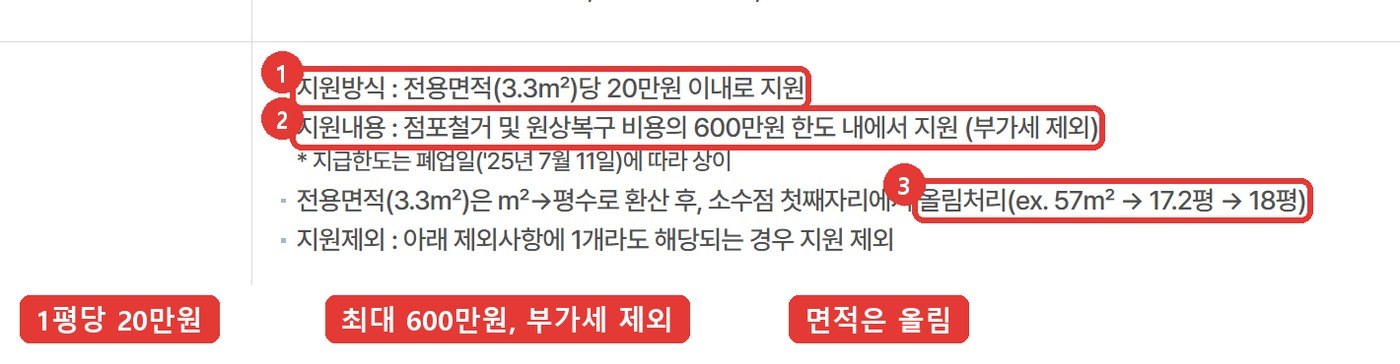 1
지원방식 : 전용면적(3.3m²)당 20만원 이내로 지원
2
지원내용 : 점포철거 및 원상복구 비용의 600만원 한도 내에서 지원 (부가세 제외)
* 지급한도는 폐업일('25년 7월 11일)에 따라 상이
3
▪ 전용면적(3.3m²)은 m²→평수로 환산 후, 소수점 첫째자리에서 올림처리(ex. 57m² → 17.2평 → 18평)
▪ 지원제외 : 아래 제외사항에 1개라도 해당되는 경우 지원 제외
1평당 20만원
최대 600만원, 부가세 제외
면적은 올림